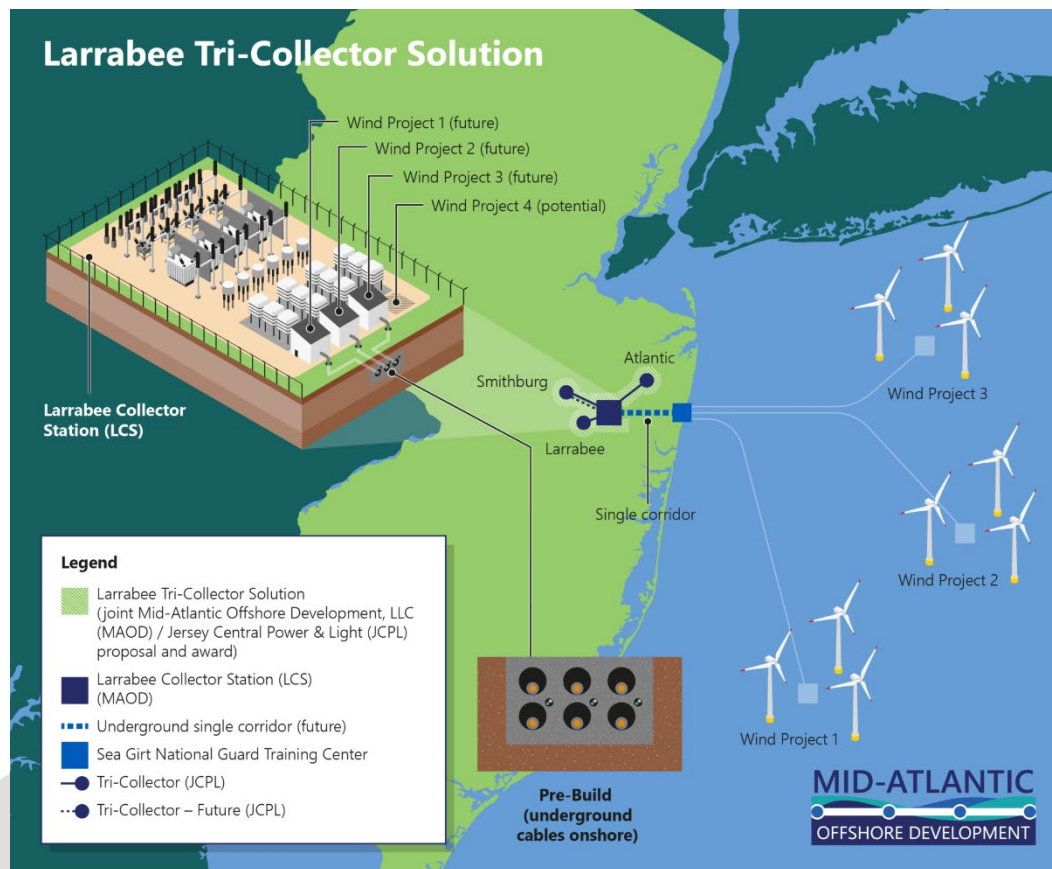 Larrabee Tri-Collector Solution
Wind Project 1 (future)
Wind Project 2 (future)
Wind Project 3 (future)
Wind Project 4 (potential)
Larrabee Collector
Station (LCS)
Smithburg
Atlantic
Larrabee
Single corridor
Wind Project 3
Wind Project 2
Wind Project 1
Legend
Larrabee Tri-Collector Solution
(joint Mid-Atlantic Offshore Development, LLC
(MAOD) / Jersey Central Power & Light (JCPL)
proposal and award)
Larrabee Collector Station (LCS)
(MAOD)
Underground single corridor (future)
Sea Girt National Guard Training Center
Tri-Collector (JCPL)
Tri-Collector – Future (JCPL)
Pre-Build
(underground
cables onshore)
MID-ATLANTIC
OFFSHORE DEVELOPMENT